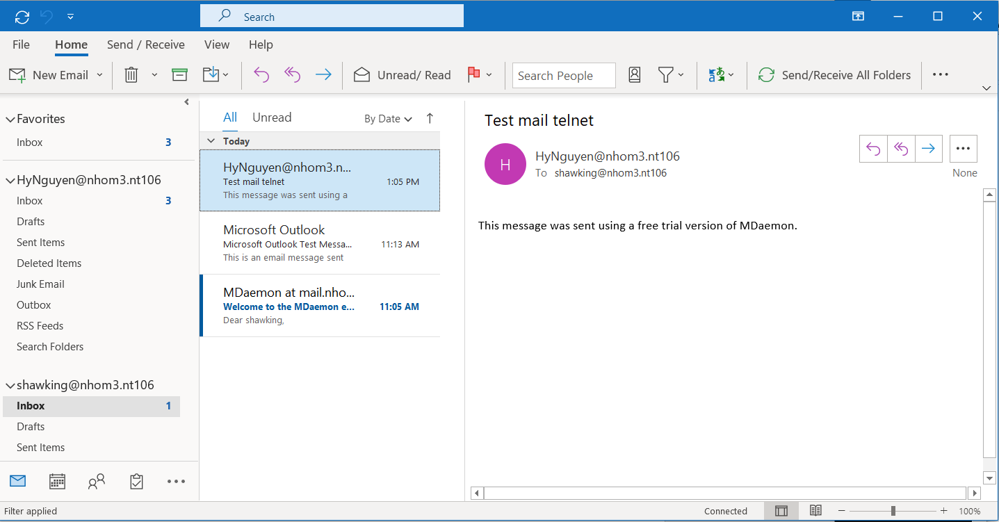 Search
File Home Send / Receive View Help
New Email Unread/ Read Search People Send/Receive All Folders
Favorites
Inbox 3
HyNguyen@nhom3.nt106
Inbox 3
Drafts
Sent Items
Deleted Items
Junk Email
Outbox
RSS Feeds
Search Folders
shawking@nhom3.nt106
Inbox 1
Drafts
Sent Items
All Unread By Date
Today
HyNguyen@nhom3.n...
Test mail telnet 1:05 PM
This message was sent using a
Microsoft Outlook
Microsoft Outlook Test Messa... 11:13 AM
This is an email message sent
MDaemon at mail.nho...
Welcome to the MDaemon e... 11:05 AM
Dear shawking,
Test mail telnet
H
HyNguyen@nhom3.nt106
To shawking@nhom3.nt106
None
This message was sent using a free trial version of MDaemon.
Filter applied Connected 100%